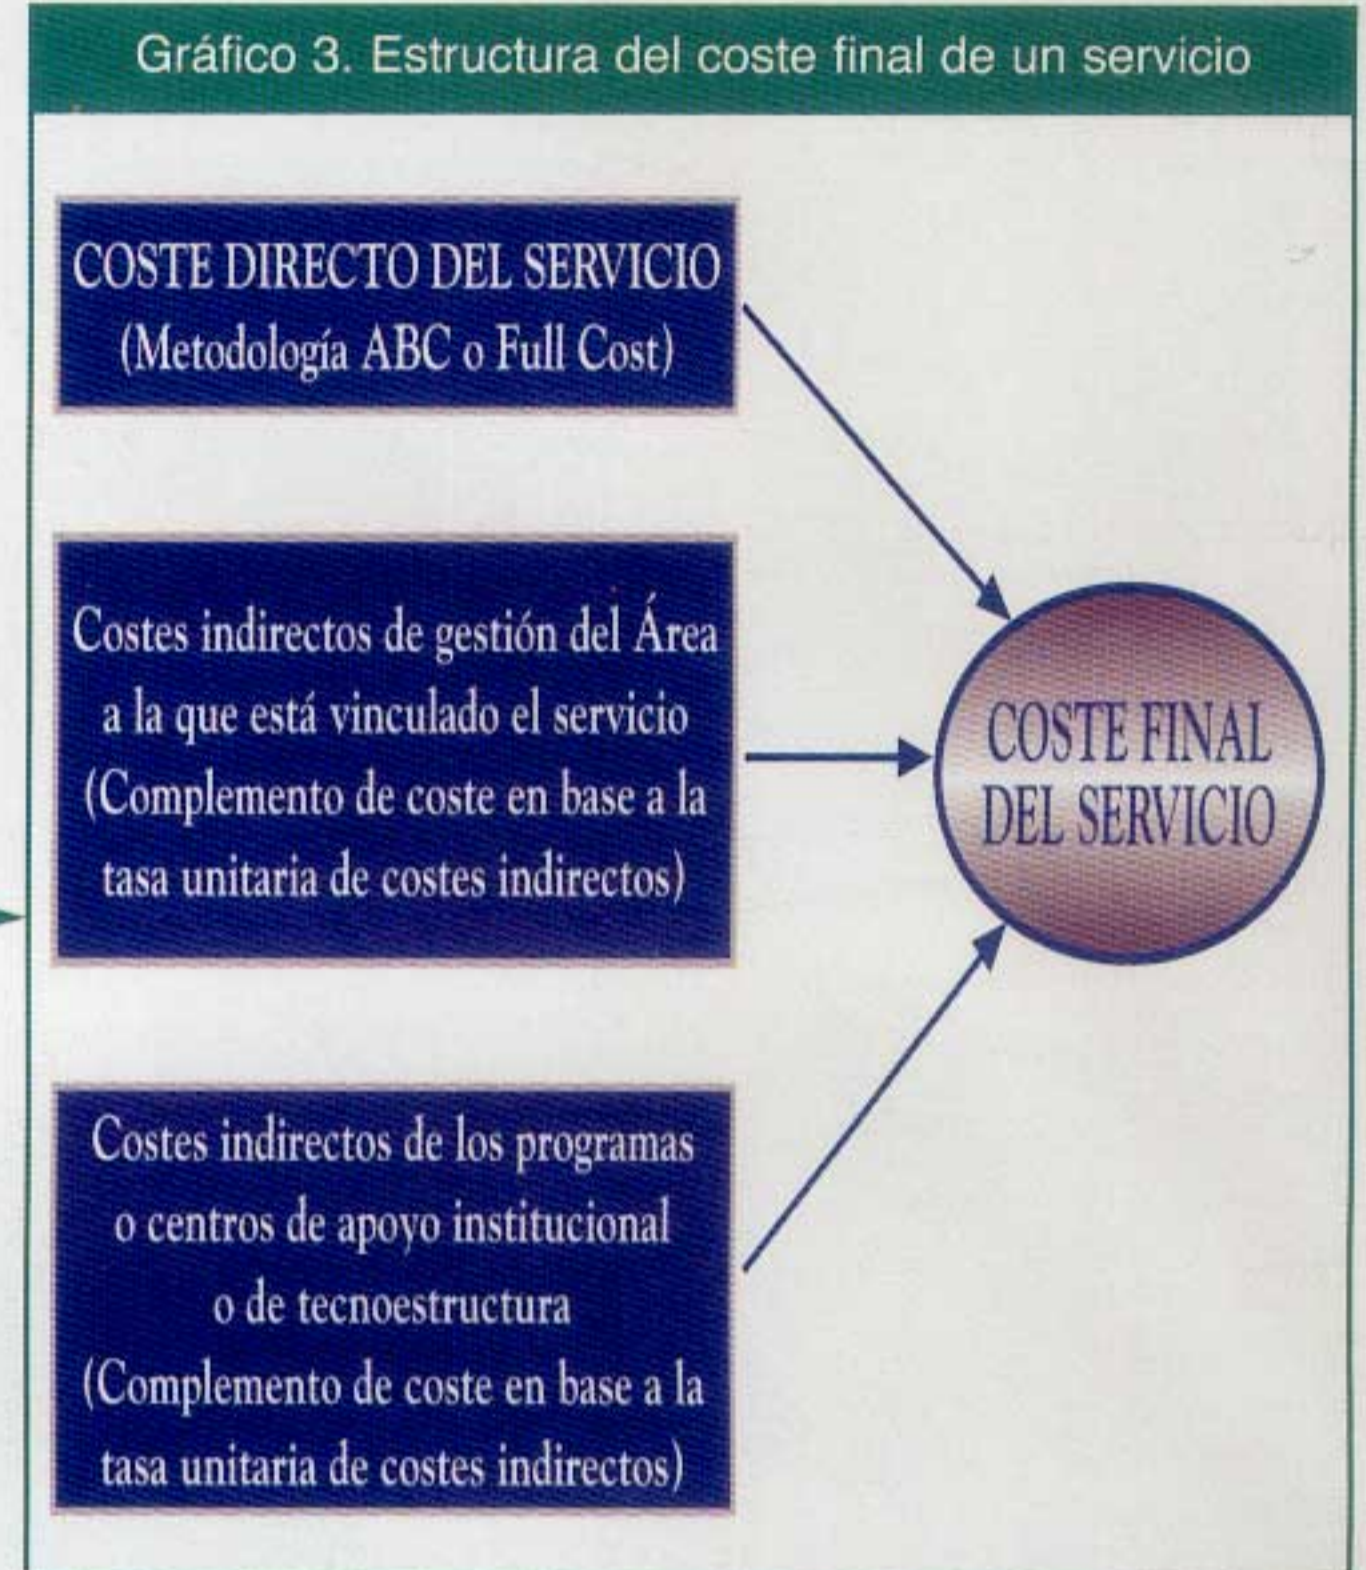 Gráfico 3. Estructura del coste final de un servicio
COSTE DIRECTO DEL SERVICIO
(Metodología ABC o Full Cost)
Costes indirectos de gestión del Área
a la que está vinculado el servicio
(Complemento de coste en base a la
tasa unitaria de costes indirectos)
COSTE FINAL
DEL SERVICIO
Costes indirectos de los programas
o centros de apoyo institucional
o de tecnoestructura
(Complemento de coste en base a la
tasa unitaria de costes indirectos)